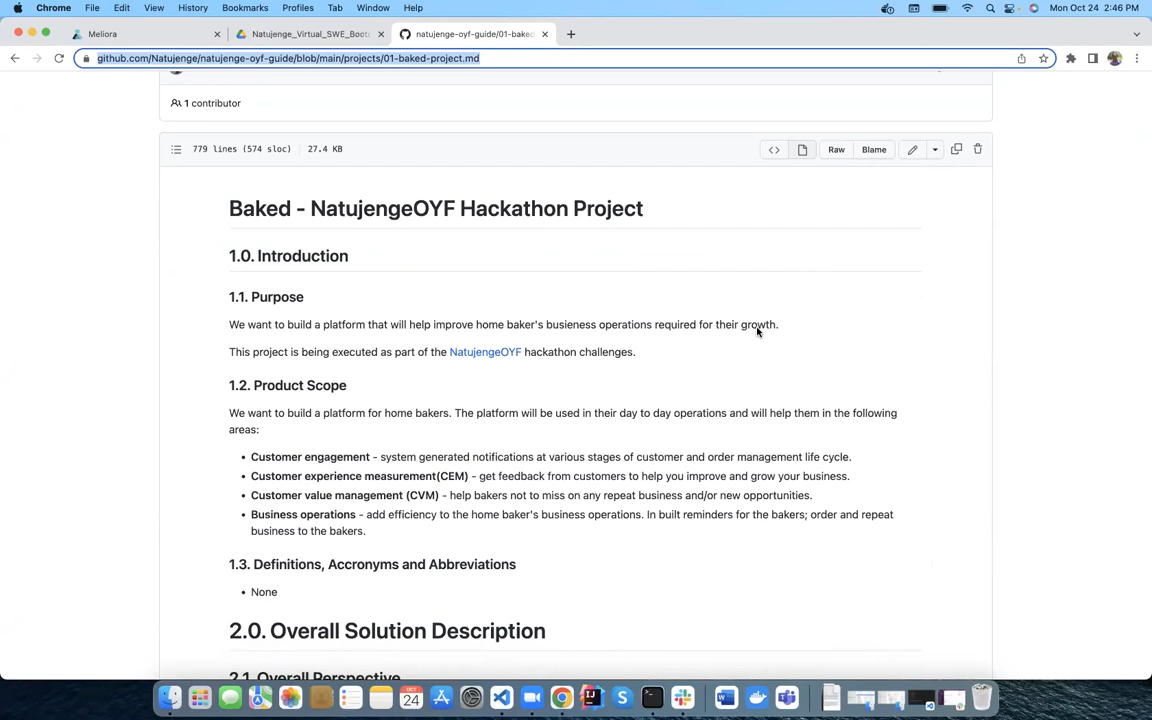 Chrome File Edit View History Bookmarks Profiles Tab Window Help Mon Oct 24 2:46 PM
Meliora Natujenge_Virtual_SWE_Boot natujenge-oyf-guide/01-baked
github.com/Natujenge/natujenge-oyf-guide/blob/main/projects/01-baked-project.md
1 contributor
779 lines (574 sloc) 27.4 KB Raw Blame
Baked - NatujengeOYF Hackathon Project
1.0. Introduction
1.1. Purpose
We want to build a platform that will help improve home baker's busieness operations required for their growth.
This project is being executed as part of the NatujengeOYF hackathon challenges.
1.2. Product Scope
We want to build a platform for home bakers. The platform will be used in their day to day operations and will help them in the following
areas:
• Customer engagement - system generated notifications at various stages of customer and order management life cycle.
• Customer experience measurement(CEM) - get feedback from customers to help you improve and grow your business.
• Customer value management (CVM) - help bakers not to miss on any repeat business and/or new opportunities.
• Business operations - add efficiency to the home baker's business operations. In built reminders for the bakers; order and repeat
business to the bakers.
1.3. Definitions, Accronyms and Abbreviations
• None
2.0. Overall Solution Description
2.1. Overall Perspective
OCT
24